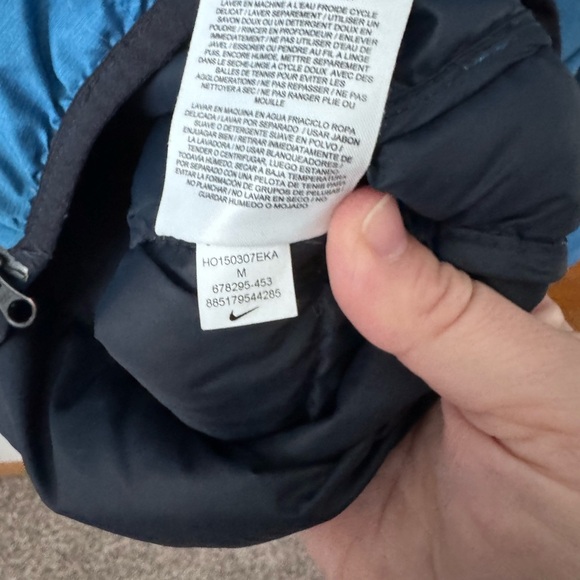 LAVER EN MACHINE À L'EAU FROIDE CYCLE
DELICAT / LAVER SEPAREMENT / UTILISER UN
SAVON DOUX OU UN DETERGENT DOUX EN
POUDRE / RINCER EN PROFONDEUR / ENLEVER
IMMEDIATEMENT / NE PAS UTILISER D'EAU DE
JAVEL / ESSORER OU PENDRE AU FIL A LINGE
PUIS, ENCORE HUMIDE, METTRE SEPAREMENT
DANS LE SECHE-LINGE A CYCLE DOUX AVEC DES
BALLES DE TENNIS POUR EVITER LES
AGGLOMERATIONS / NE PAS REPASSER / NE PAS
NETTOYER A SEC / NE PAS RANGER PLIE OU
MOUILLE
LAVAR EN MAQUINA EN AGUA FRIA/CICLO ROPA
DELICADA / LAVAR POR SEPARADO / USAR JABON
SUAVE O DETERGENTE SUAVE EN POLVO /
ENJUAGAR BIEN / RETIRAR INMEDIATAMENTE DE
LA LAVADORA / NO USAR BLANQUEADORES /
TENDER O CENTRIFUGAR, LUEGO ESTANDO
TODAVÍA HUMEDO, SECAR A BAJA TEMPERATURA
POR SEPARADO CON UNA PELOTA DE TENIS PARA
EVITAR LA FORMACION DE GRUPOS DE PELUSAS /
NO PLANCHAR / NO LAVAR EN SECO / NO
GUARDAR HUMEDO O MOJADO
HO150307EKA
M
678295-453
885179544285